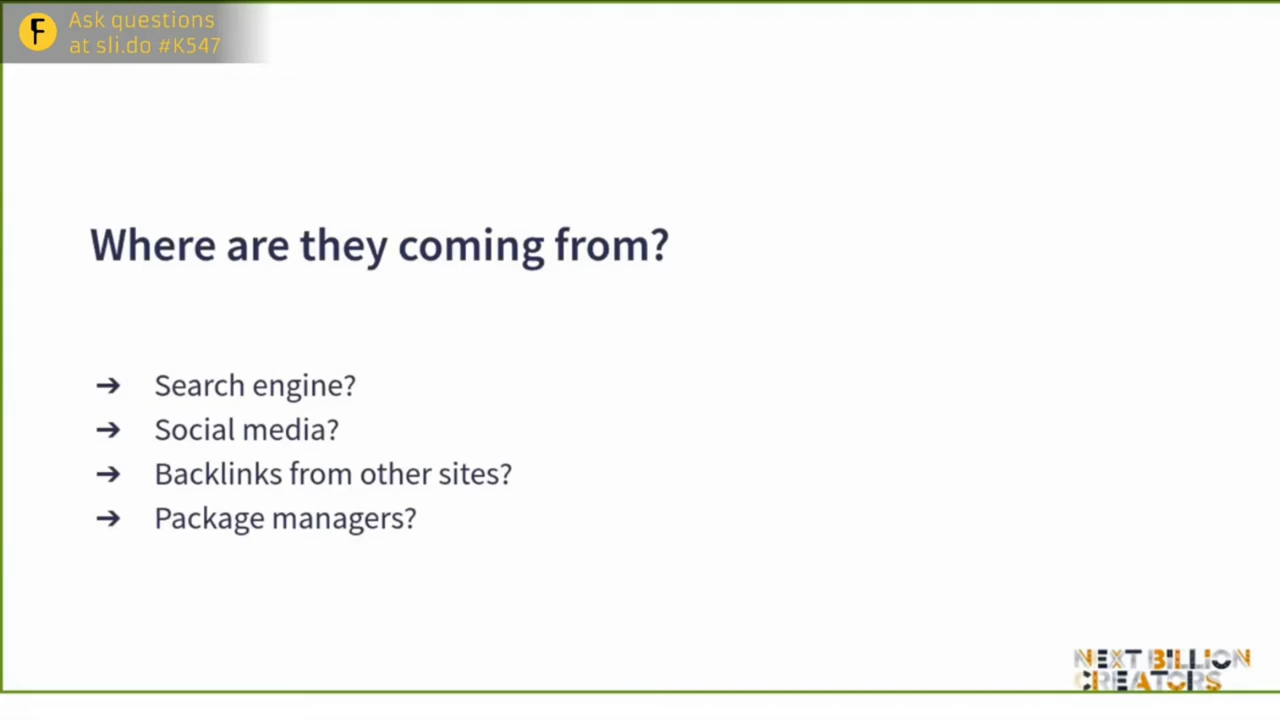 Ask questions
at sli.do #K547
Where are they coming from?
➔ Search engine?
➔ Social media?
➔ Backlinks from other sites?
➔ Package managers?
NEXT BILLION
CREATORS